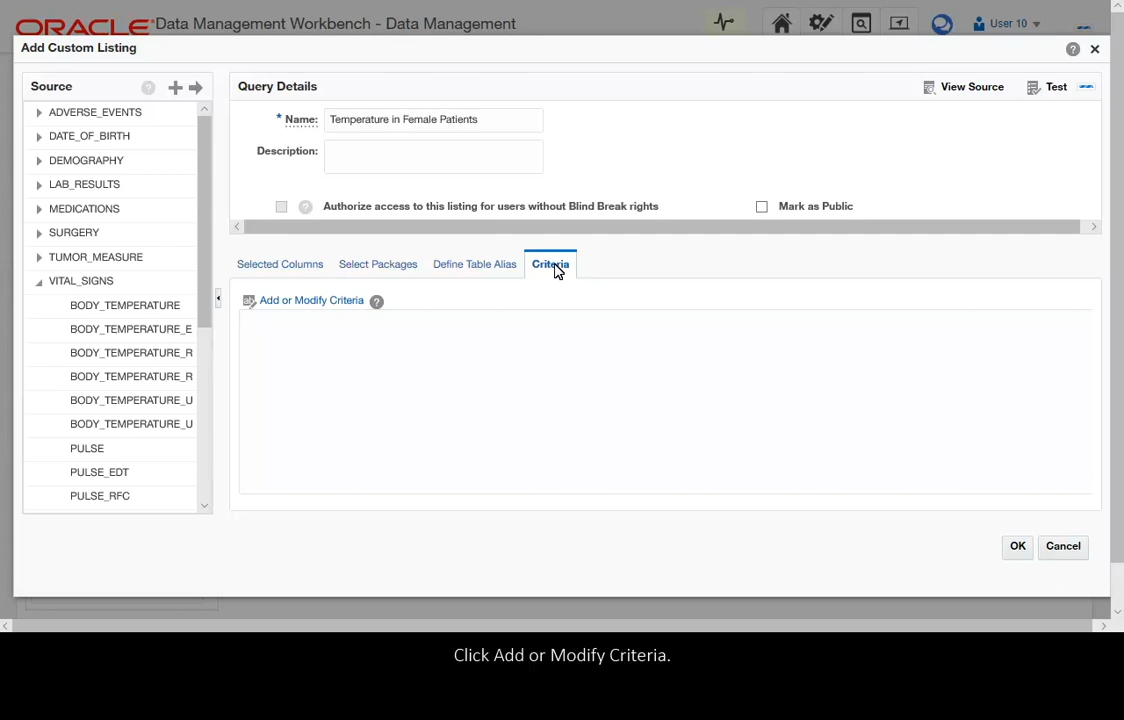 ORACLE Data Management Workbench - Data Management
User 10
Add Custom Listing
Source
ADVERSE_EVENTS
DATE_OF_BIRTH
DEMOGRAPHY
LAB_RESULTS
MEDICATIONS
SURGERY
TUMOR_MEASURE
VITAL_SIGNS
BODY_TEMPERATURE
BODY_TEMPERATURE_E
BODY_TEMPERATURE_R
BODY_TEMPERATURE_R
BODY_TEMPERATURE_U
BODY_TEMPERATURE_U
PULSE
PULSE_EDT
PULSE_RFC
Query Details
View Source
Test
* Name: Temperature in Female Patients
Description:
Authorize access to this listing for users without Blind Break rights
Mark as Public
Selected Columns
Select Packages
Define Table Alias
Criteria
Add or Modify Criteria
OK
Cancel
Click Add or Modify Criteria.